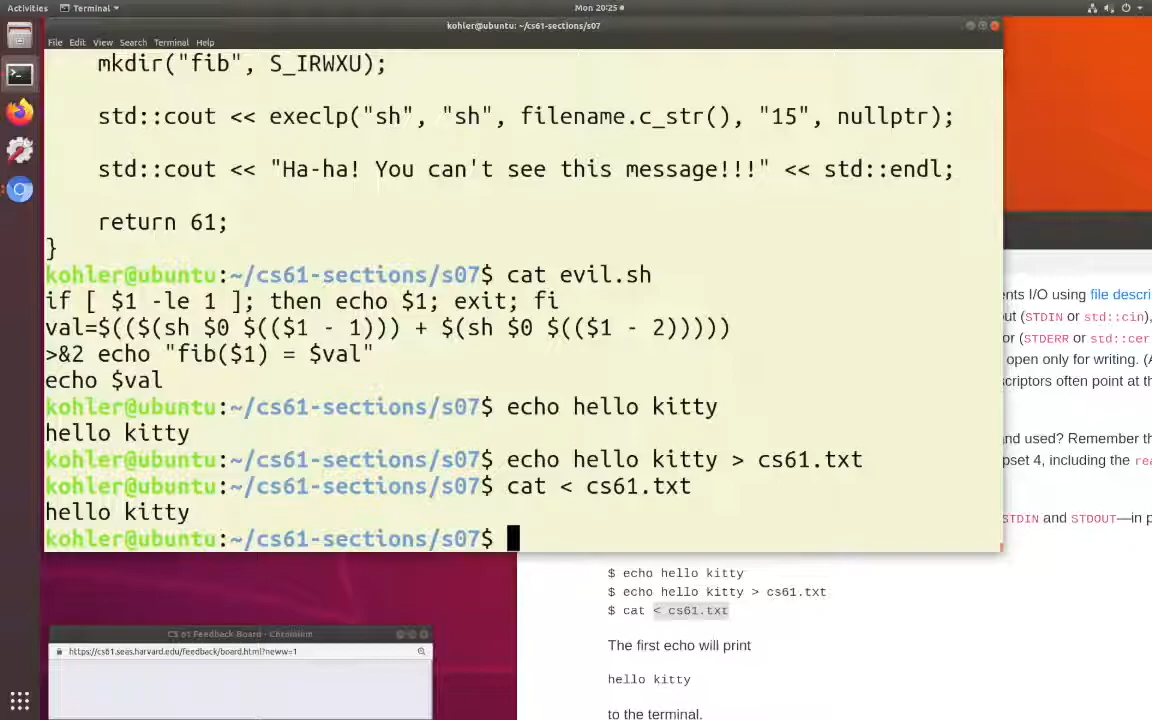 Activities
Terminal
Mon 20:25
kohler@ubuntu: ~/cs61-sections/s07
File Edit View Search Terminal Help
mkdir("fib", S_IRWXU);
std::cout << execlp("sh", "sh", filename.c_str(), "15", nullptr);
std::cout << "Ha-ha! You can't see this message!!!" << std::endl;
return 61;
}
kohler@ubuntu:~/cs61-sections/s07$ cat evil.sh
if [ $1 -le 1 ]; then echo $1; exit; fi
val=$(($(sh $0 $(($1 - 1))) + $(sh $0 $(($1 - 2)))))
>&2 echo "fib($1) = $val"
echo $val
kohler@ubuntu:~/cs61-sections/s07$ echo hello kitty
hello kitty
kohler@ubuntu:~/cs61-sections/s07$ echo hello kitty > cs61.txt
kohler@ubuntu:~/cs61-sections/s07$ cat < cs61.txt
hello kitty
kohler@ubuntu:~/cs61-sections/s07$
nts I/O using file descri
out (STDIN or std::cin),
or (STDERR or std::cer
open only for writing. (A
scriptors often point at th
and used? Remember th
pset 4, including the rea
STDIN and STDOUT—in p
$ echo hello kitty
$ echo hello kitty > cs61.txt
$ cat < cs61.txt
The first echo will print
hello kitty
to the terminal.
CS 61 Feedback Board - Chromium
https://cs61.seas.harvard.edu/feedback/board.html?neww=1